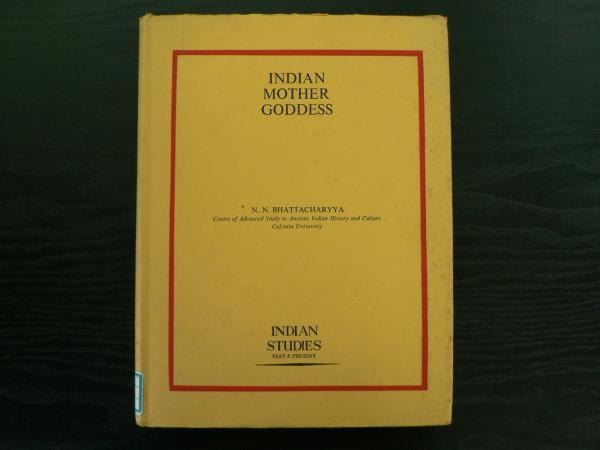 INDIAN
MOTHER
GODDESS
N. N. BHATTACHARYYA
Centre of Advanced Study in Ancient Indian History and Culture
Calcutta University
INDIAN
STUDIES
PAST & PRESENT